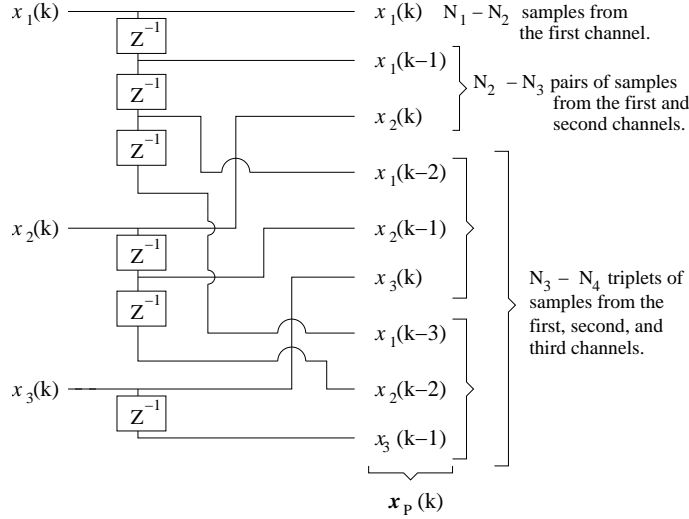 x₁(k) x₁(k) N₁ − N₂ samples from
the first channel.
Z⁻¹
x₁(k−1)
Z⁻¹
N₂ − N₃ pairs of samples
from the first and
second channels.
x₂(k)
Z⁻¹
x₁(k−2)
x₂(k) x₂(k−1)
Z⁻¹
x₃(k)
N₃ − N₄ triplets of
samples from the
first, second, and
third channels.
Z⁻¹
x₁(k−3)
x₃(k) x₂(k−2)
Z⁻¹
x₃(k−1)
x_P(k)